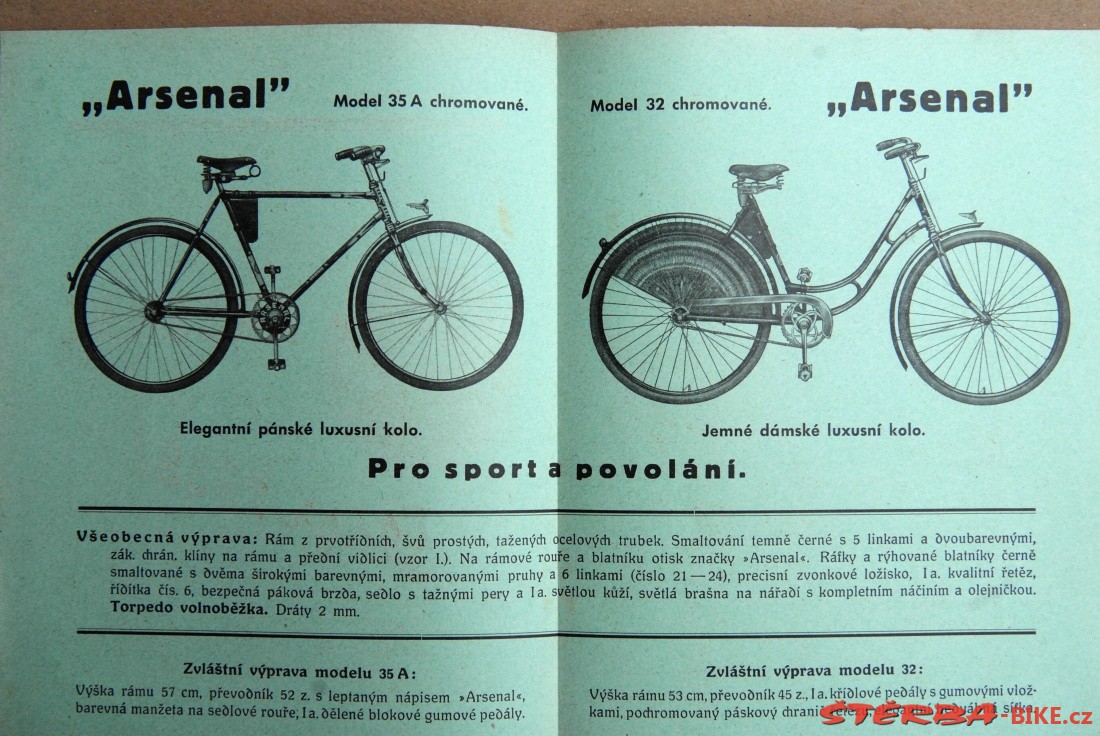 „Arsenal”
Model 35 A chromované.
Model 32 chromované.
„Arsenal”
Elegantní pánské luxusní kolo.
Jemné dámské luxusní kolo.
Pro sport a povolání.
Všeobecná výprava: Rám z prvotřídních, švů prostých, tažených ocelových trubek. Smaltování temně černé s 5 linkami a dvoubarevnými,
zák. chrán. klíny na rámu a přední vidlici (vzor I.). Na rámové rouře a blatníku otisk značky »Arsenal«. Ráfky a rýhované blatníky černě
smaltované s dvěma širokými barevnými, mramorovanými pruhy a 6 linkami (číslo 21—24), precisní zvonkové ložisko, I a. kvalitní řetěz,
řidítka čís. 6, bezpečná páková brzda, sedlo s tažnými pery a I a. světlou kůží, světlá brašna na nářadí s kompletním náčiním a olejničkou.
Torpedo volnoběžka. Dráty 2 mm.
Zvláštní výprava modelu 35 A:
Výška rámu 57 cm, převodník 52 z. s leptaným nápisem »Arsenal«,
barevná manžeta na sedlové rouře, I a. dělené blokové gumové pedály.
Zvláštní výprava modelu 32:
Výška rámu 53 cm, převodník 45 z., I a. křídlové pedály s gumovými vlož-
kami, pochromovaný páskový chranič řetězu, hedvábná síťka.
ŠTERBA-BIKE.cz